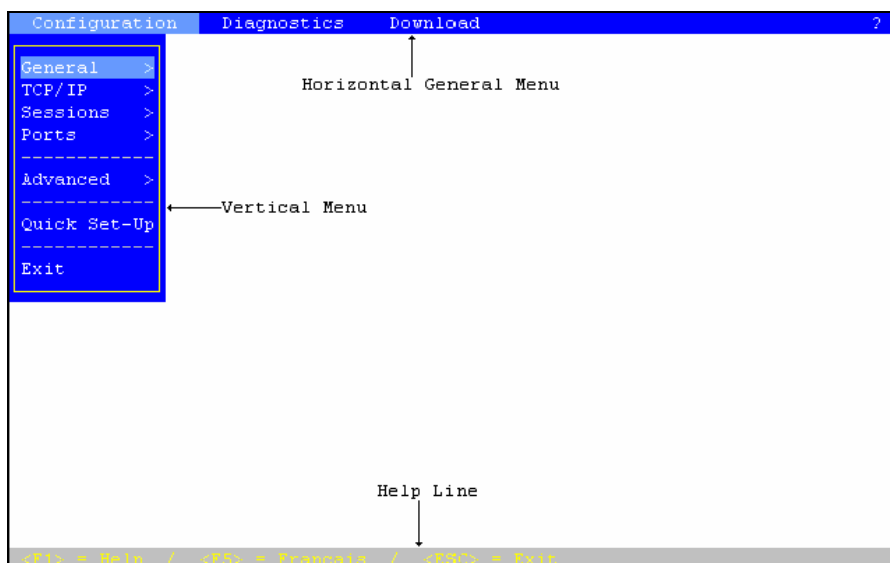 Configuration Diagnostics Download ?
General >
TCP/IP >
Sessions >
Ports >
------------
Advanced >
------------
Quick Set-Up
------------
Exit
Horizontal General Menu
Vertical Menu
Help Line
<F1> = Help / <F5> = Francais / <ESC> = Exit